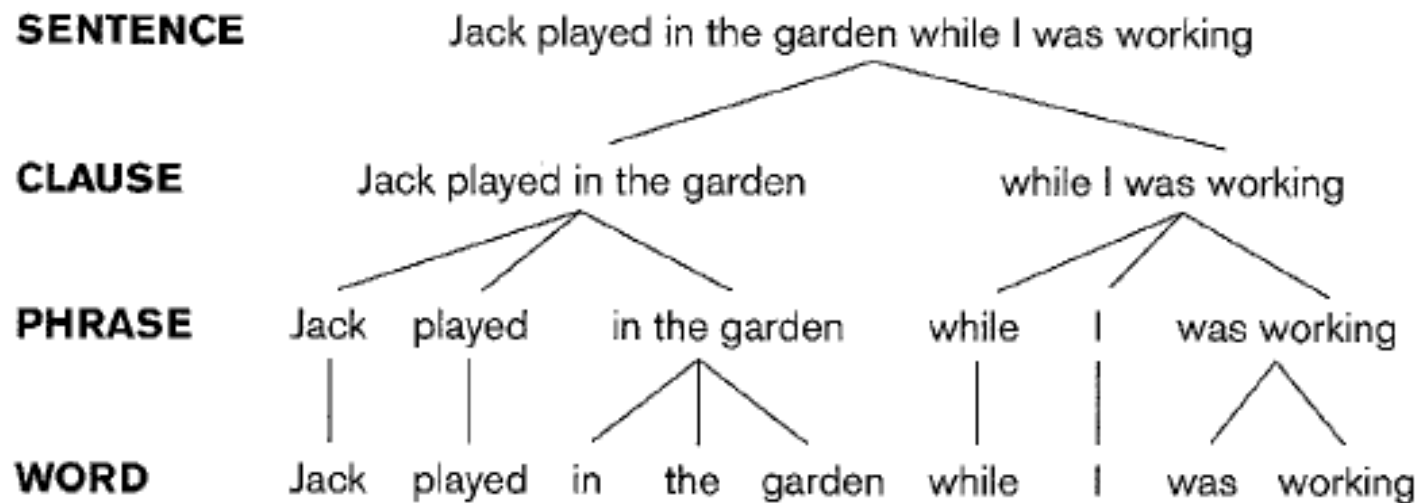 SENTENCE Jack played in the garden while I was working
CLAUSE Jack played in the garden while I was working
PHRASE Jack played in the garden while I was working
WORD Jack played in the garden while I was working